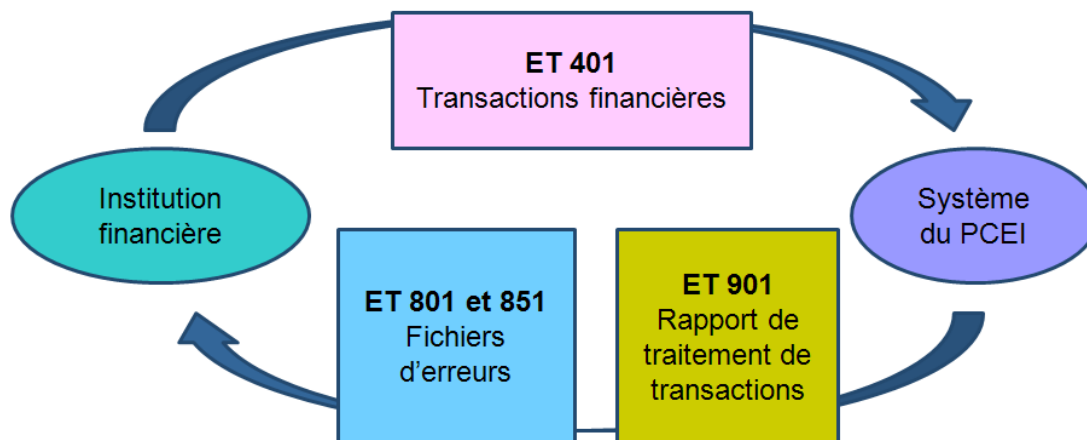 ET 401
Transactions financières
Institution
financière
Système
du PCEI
ET 801 et 851
Fichiers
d’erreurs
ET 901
Rapport de
traitement de
transactions